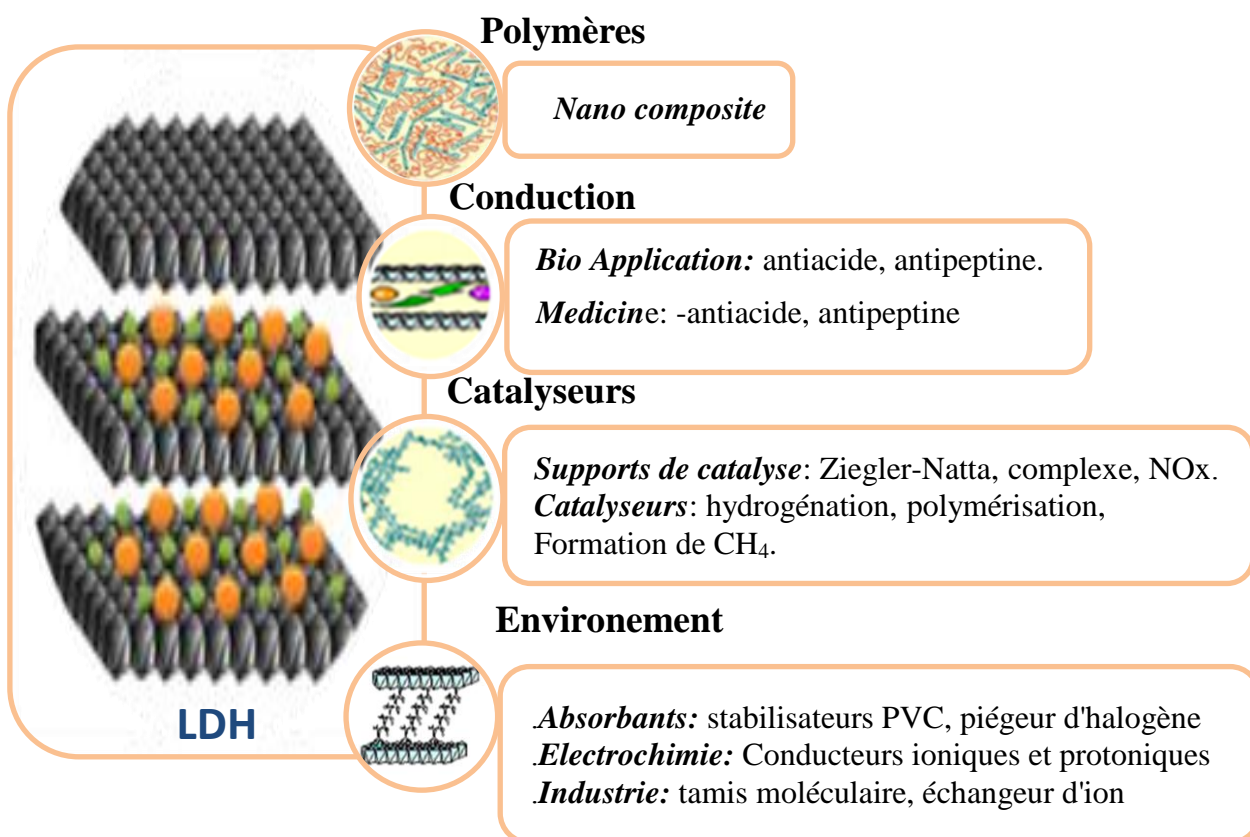 Polymères
Nano composite
Conduction
Bio Application: antiacide, antipeptine.
Medicine: -antiacide, antipeptine
Catalyseurs
Supports de catalyse: Ziegler-Natta, complexe, NOx.
Catalyseurs: hydrogénation, polymérisation,
Formation de CH₄.
Environement
.Absorbants: stabilisateurs PVC, piégeur d'halogène
.Electrochimie: Conducteurs ioniques et protoniques
.Industrie: tamis moléculaire, échangeur d'ion
LDH